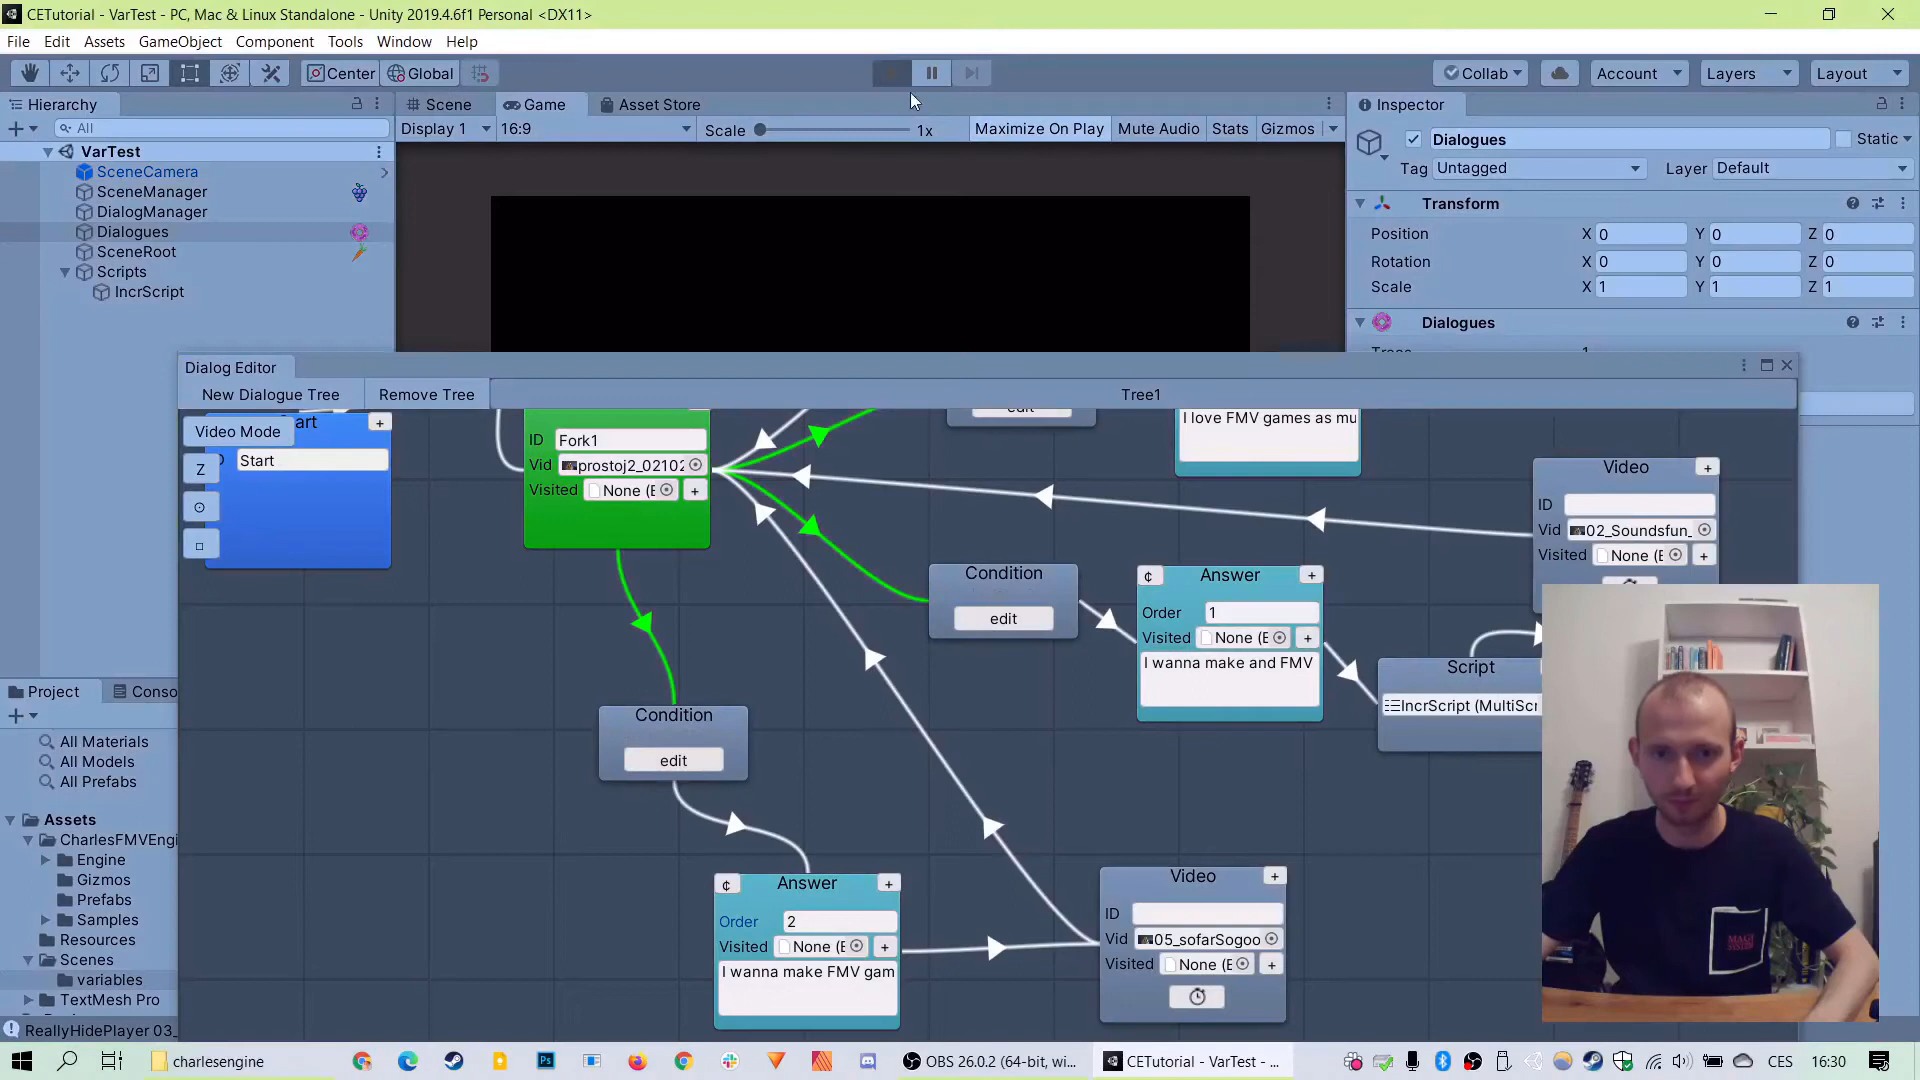 CETutorial - VarTest - PC, Mac & Linux Standalone - Unity 2019.4.6f1 Personal <DX11>
File Edit Assets GameObject Component Tools Window Help
Center Global Collab Account Layers Layout
Hierarchy Scene Game Asset Store Inspector
All Display 1 16:9 Scale 1x Maximize On Play Mute Audio Stats Gizmos
Dialogues Static
VarTest
SceneCamera
SceneManager
DialogManager
Dialogues
SceneRoot
Scripts
IncrScript
Tag Untagged Layer Default
Transform
Position X 0 Y 0 Z 0
Rotation X 0 Y 0 Z 0
Scale X 1 Y 1 Z 1
Dialogues
Dialog Editor
New Dialogue Tree Remove Tree Tree1
Video Mode
Z
Start
ID Fork1
Vid prostoj2_02102
Visited None (E
edit
I love FMV games as mu
Video
ID
Vid 02_Soundsfun_
Visited None (E
Condition
edit
Answer
Order 1
Visited None (E
I wanna make and FMV
Script
IncrScript (MultiScr
Condition
edit
Answer
Order 2
Visited None (E
I wanna make FMV gam
Video
ID
Vid 05_sofarSogoo
Visited None (E
Project Conso
All Materials
All Models
All Prefabs
Assets
CharlesFMVEngi
Engine
Gizmos
Prefabs
Samples
Resources
Scenes
variables
TextMesh Pro
ReallyHidePlayer 03_
MAGI
charlesengine
OBS 26.0.2 (64-bit, wi...
CETutorial - VarTest - ...
CES
16:30